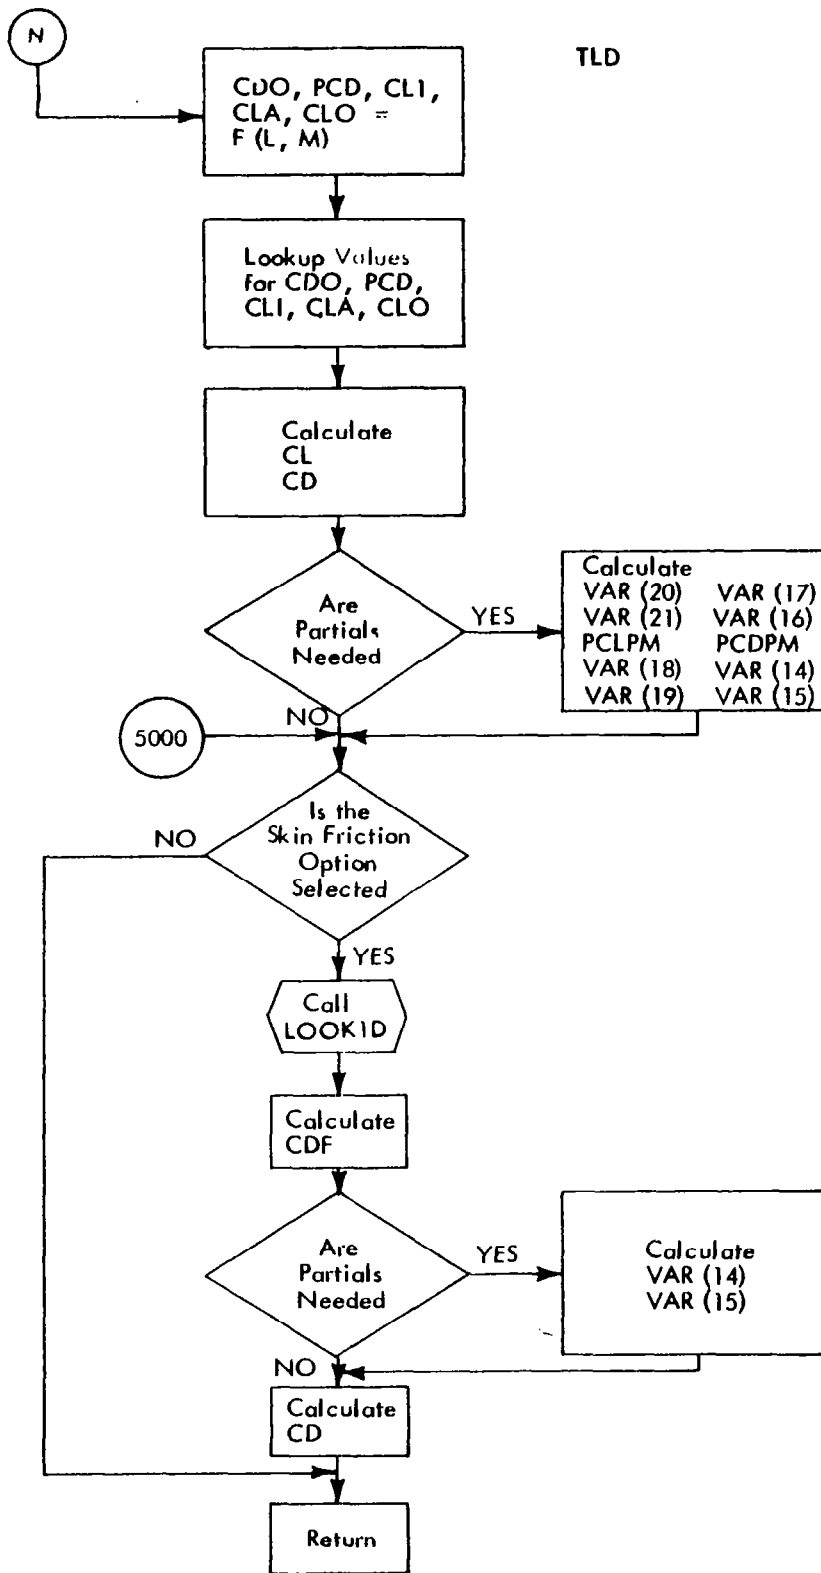 N
TLD
CDO, PCD, CL1,
CLA, CLO =
F (L, M)
Lookup Values
for CDO, PCD,
CL1, CLA, CLO
Calculate
CL
CD
Are
Partials
Needed
YES
Calculate
VAR (20) VAR (17)
VAR (21) VAR (16)
PCLPM PCDPM
VAR (18) VAR (14)
VAR (19) VAR (15)
NO
5000
Is the
Skin Friction
Option
Selected
NO
YES
Call
LOOK1D
Calculate
CDF
Are
Partials
Needed
YES
Calculate
VAR (14)
VAR (15)
NO
Calculate
CD
Return